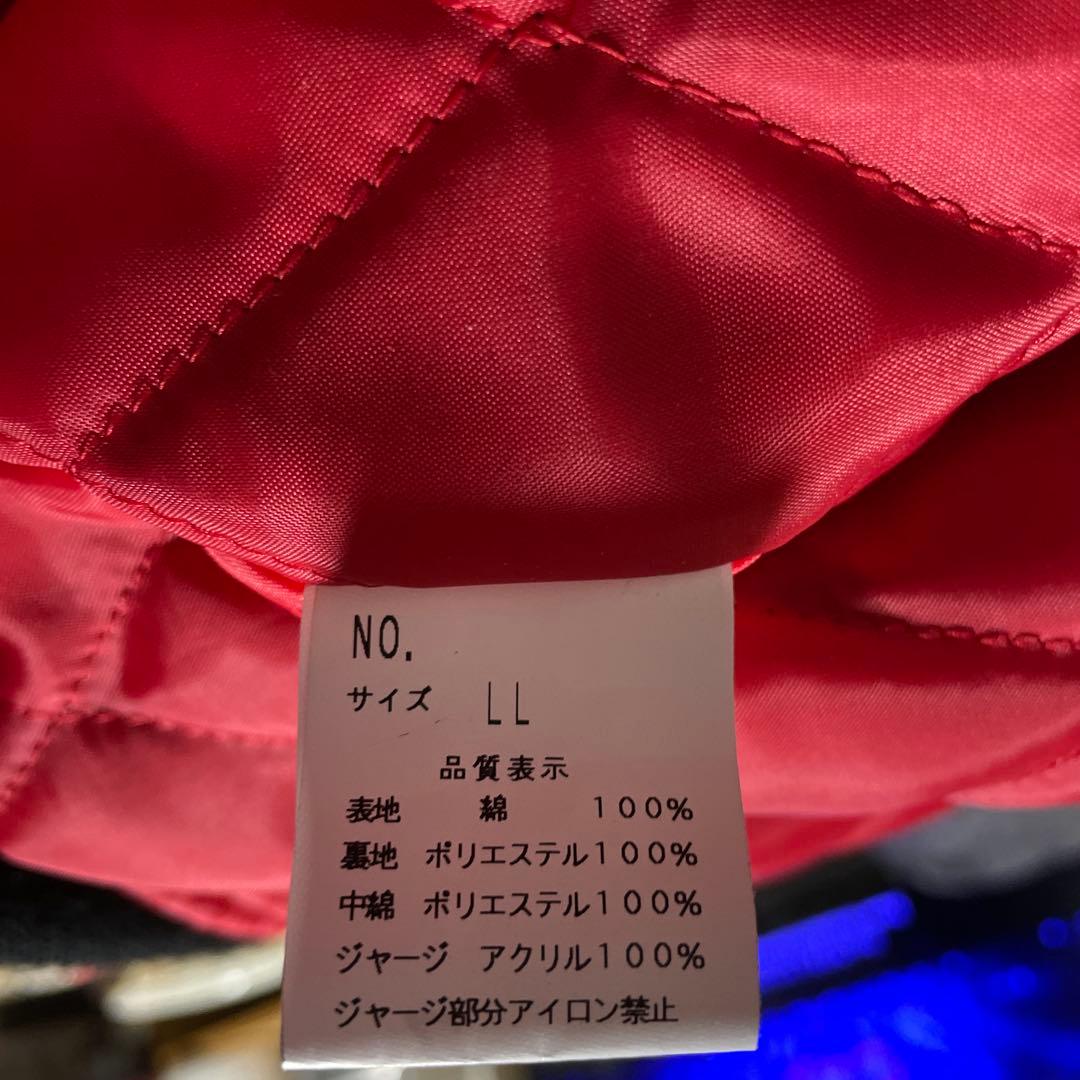 NO.
サイズ LL
品質表示
表地 綿 100%
裏地 ポリエステル100%
中綿 ポリエステル100%
ジャージ アクリル100%
ジャージ部分アイロン禁止